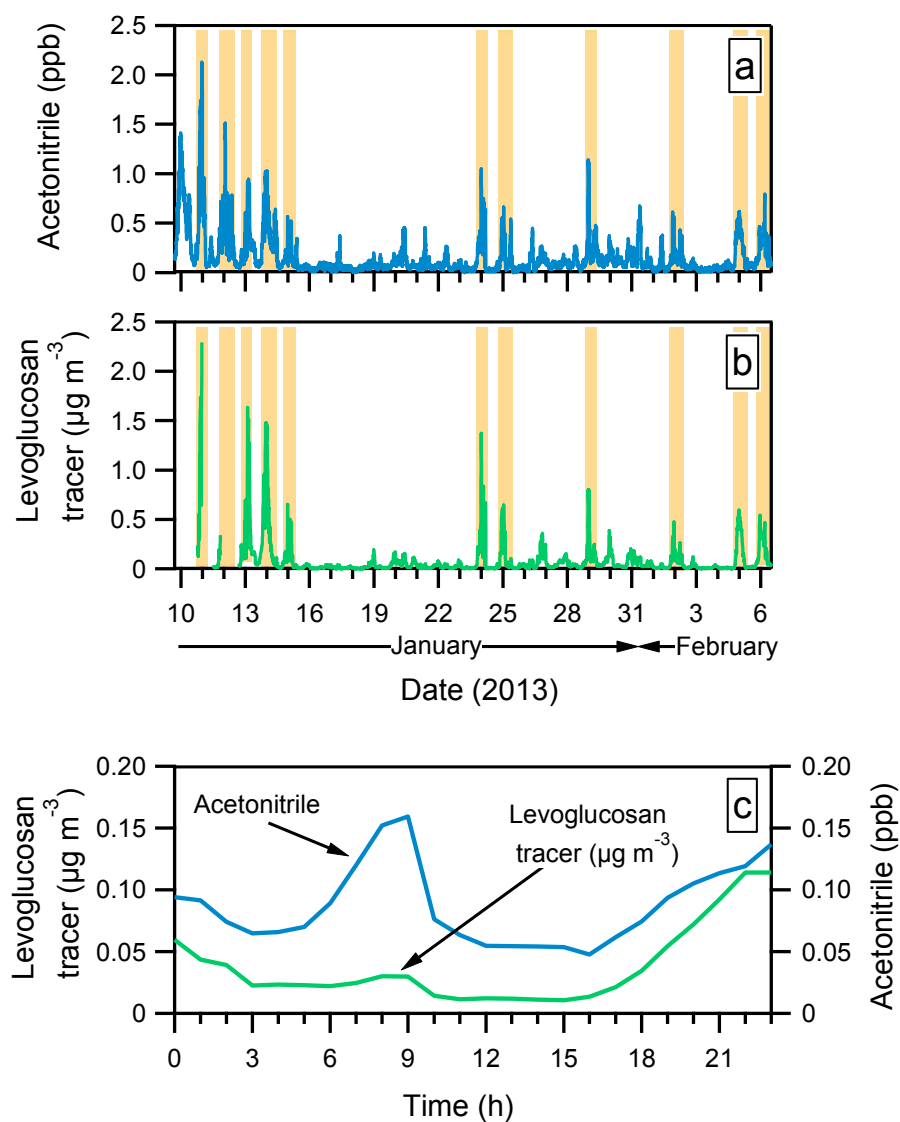 a
Acetonitrile (ppb)
2.5
2.0
1.5
1.0
0.5
0
b
Levoglucosan
tracer (µg m-3)
2.5
2.0
1.5
1.0
0.5
0
10 13 16 19 22 25 28 31 3 6
January February
Date (2013)
c
Levoglucosan
tracer (µg m-3)
0.20
0.15
0.10
0.05
0
Acetonitrile
Levoglucosan
tracer (µg m-3)
0.20
0.15
0.10
0.05
0
Acetonitrile (ppb)
0 3 6 9 12 15 18 21
Time (h)